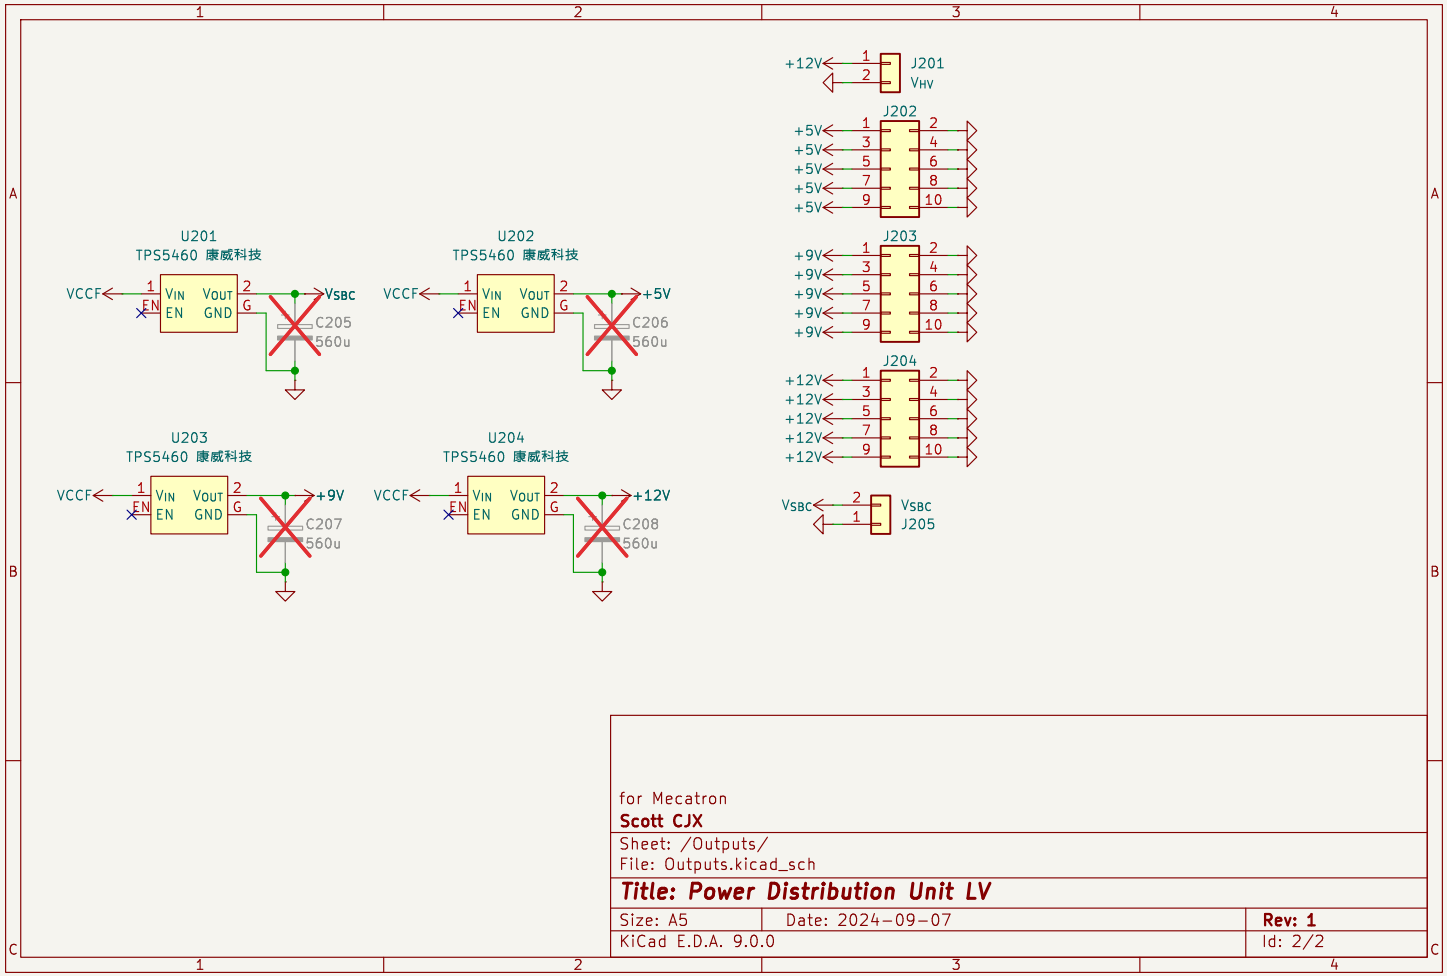 1 2 3 4
A A
B B
C C
1 2 3 4
U201
TPS5460 康威科技
VCCF 1 VIN VOUT 2 VSBC
EN EN GND G
C205
560u
U202
TPS5460 康威科技
VCCF 1 VIN VOUT 2 +5V
EN EN GND G
C206
560u
U203
TPS5460 康威科技
VCCF 1 VIN VOUT 2 +9V
EN EN GND G
C207
560u
U204
TPS5460 康威科技
VCCF 1 VIN VOUT 2 +12V
EN EN GND G
C208
560u
+12V 1 J201
2 VHV
J202
+5V 1 2
+5V 3 4
+5V 5 6
+5V 7 8
+5V 9 10
J203
+9V 1 2
+9V 3 4
+9V 5 6
+9V 7 8
+9V 9 10
J204
+12V 1 2
+12V 3 4
+12V 5 6
+12V 7 8
+12V 9 10
VSBC 2 VSBC
1 J205
for Mecatron
Scott CJX
Sheet: /Outputs/
File: Outputs.kicad_sch
Title: Power Distribution Unit LV
Size: A5 Date: 2024-09-07 Rev: 1
KiCad E.D.A. 9.0.0 Id: 2/2